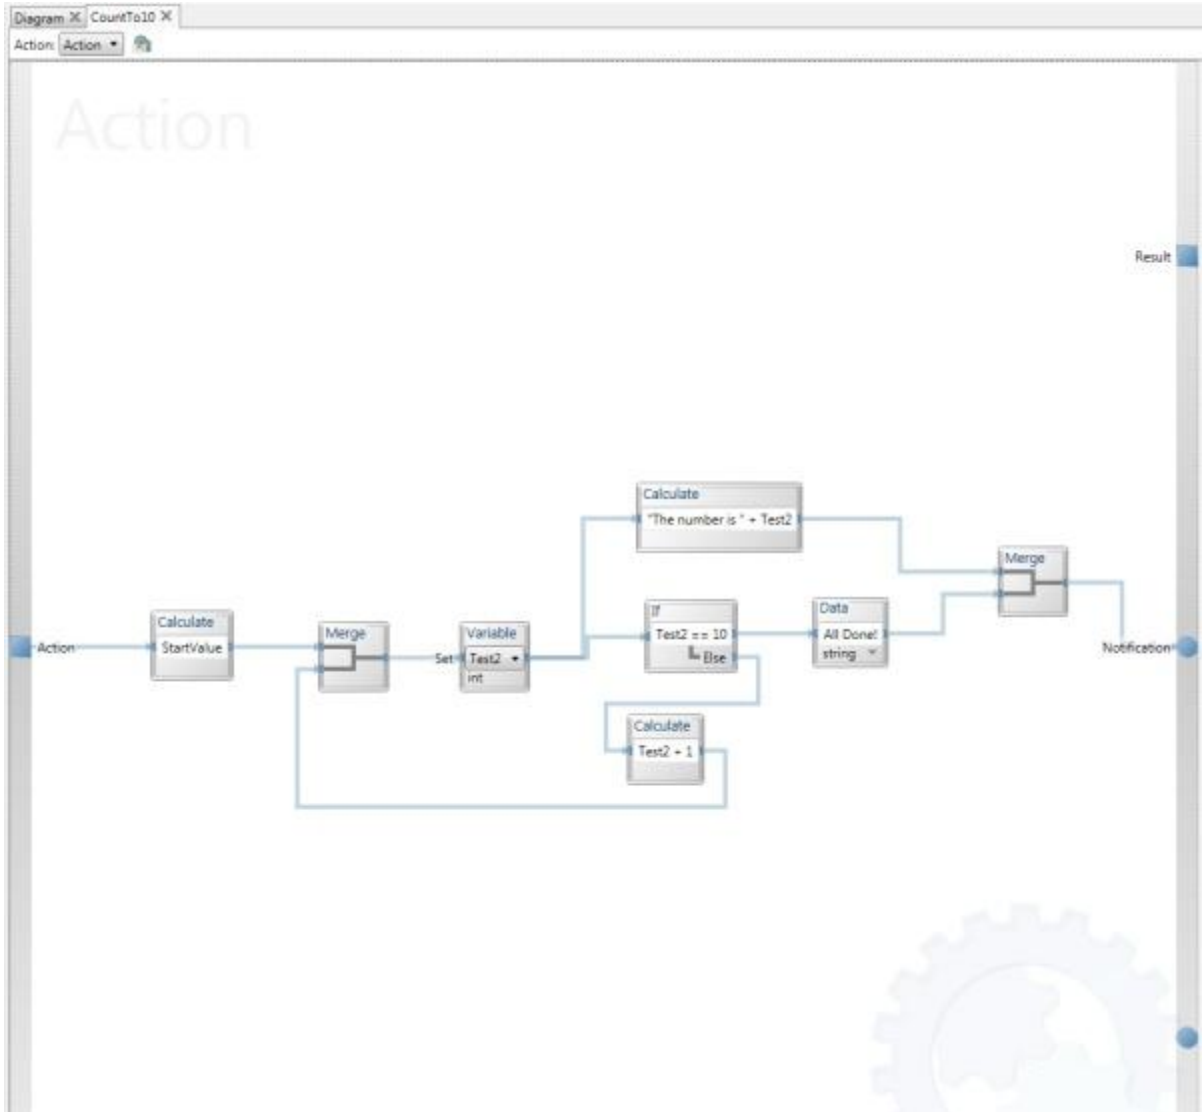 Diagram CountTo10
Action: Action
Action
Result
Calculate
"The number is " + Test2
Merge
If
Test2 == 10
Else
Data
All Done!
string
Calculate
StartValue
Merge
Variable
Set Test2
int
Action
Notification
Calculate
Test2 + 1